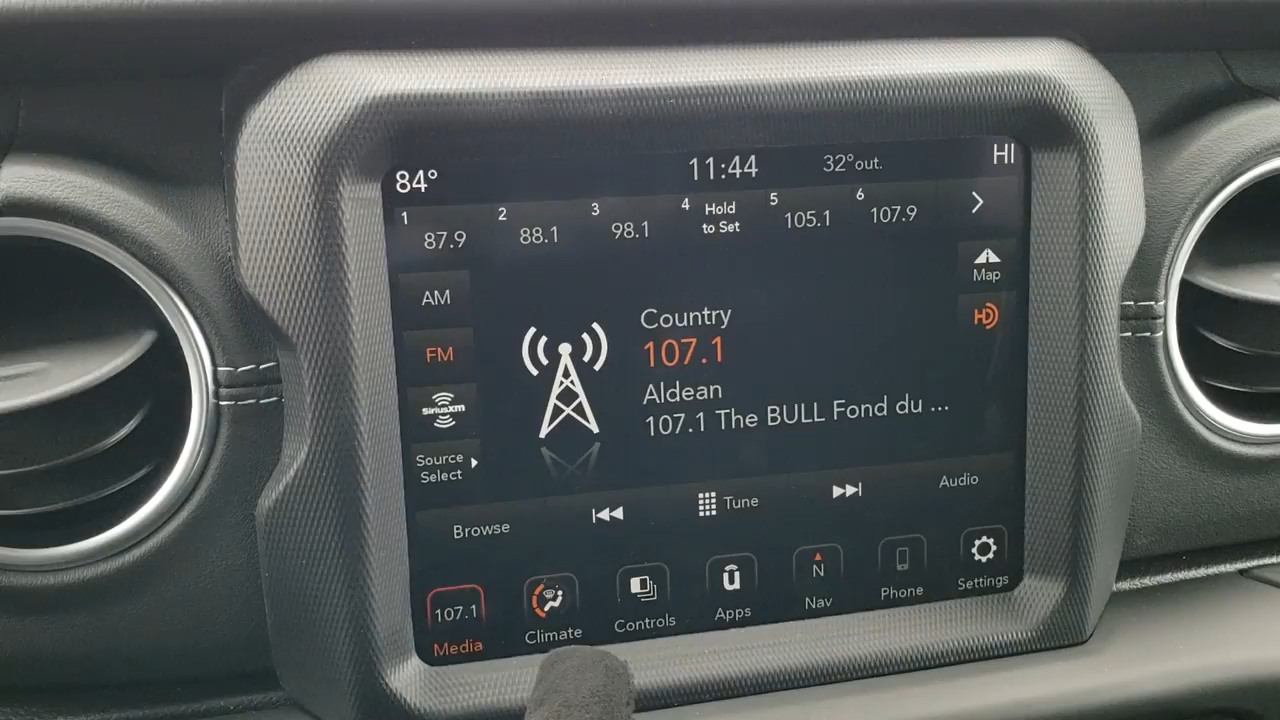 84°
11:44
32°out.
HI
1
87.9
2
88.1
3
98.1
4
Hold
to Set
5
105.1
6
107.9
AM
FM
SiriusXM
Source
Select
Country
107.1
Aldean
107.1 The BULL Fond du ...
Map
HD
Browse
Tune
Audio
107.1
Media
Climate
Controls
û
Apps
N
Nav
Phone
Settings